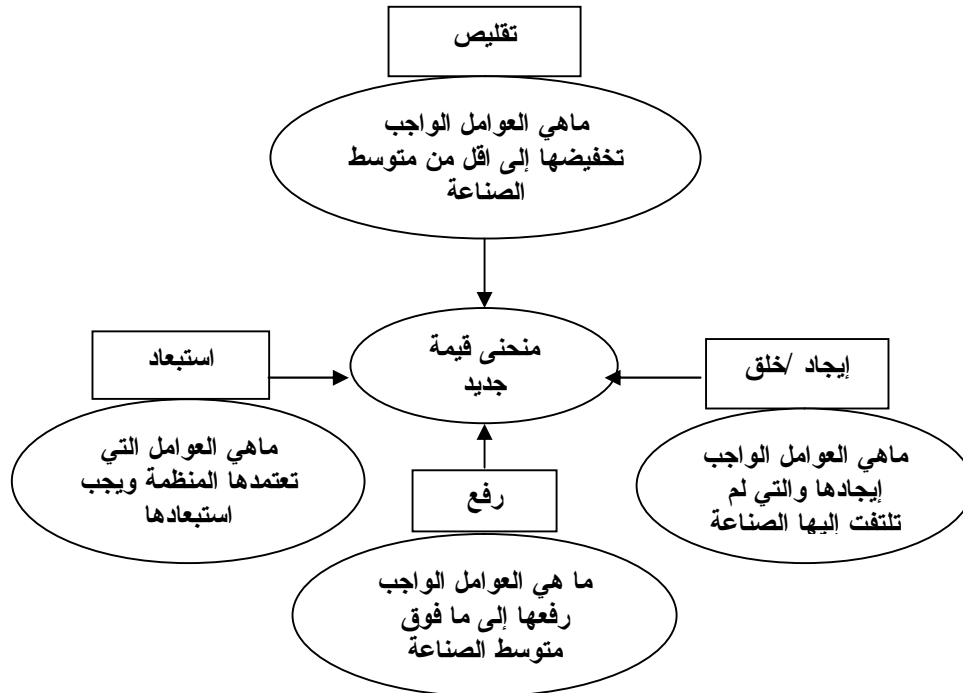 تقليص
ماهي العوامل الواجب
تخفيضها إلى اقل من متوسط
الصناعة
منحنى قيمة
جديد
إيجاد /خلق
ماهي العوامل الواجب
إيجادها والتي لم
تلتفت إليها الصناعة
استبعاد
ماهي العوامل التي
تعتمدها المنظمة ويجب
استبعادها
رفع
ما هي العوامل الواجب
رفعها إلى ما فوق
متوسط الصناعة